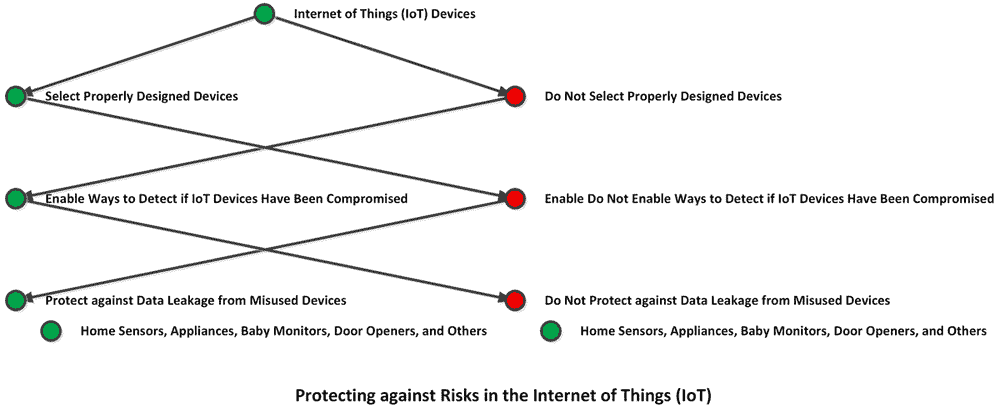 Internet of Things (IoT) Devices
Select Properly Designed Devices
Do Not Select Properly Designed Devices
Enable Ways to Detect if IoT Devices Have Been Compromised
Enable Do Not Enable Ways to Detect if IoT Devices Have Been Compromised
Protect against Data Leakage from Misused Devices
Do Not Protect against Data Leakage from Misused Devices
Home Sensors, Appliances, Baby Monitors, Door Openers, and Others
Home Sensors, Appliances, Baby Monitors, Door Openers, and Others
Protecting against Risks in the Internet of Things (IoT)